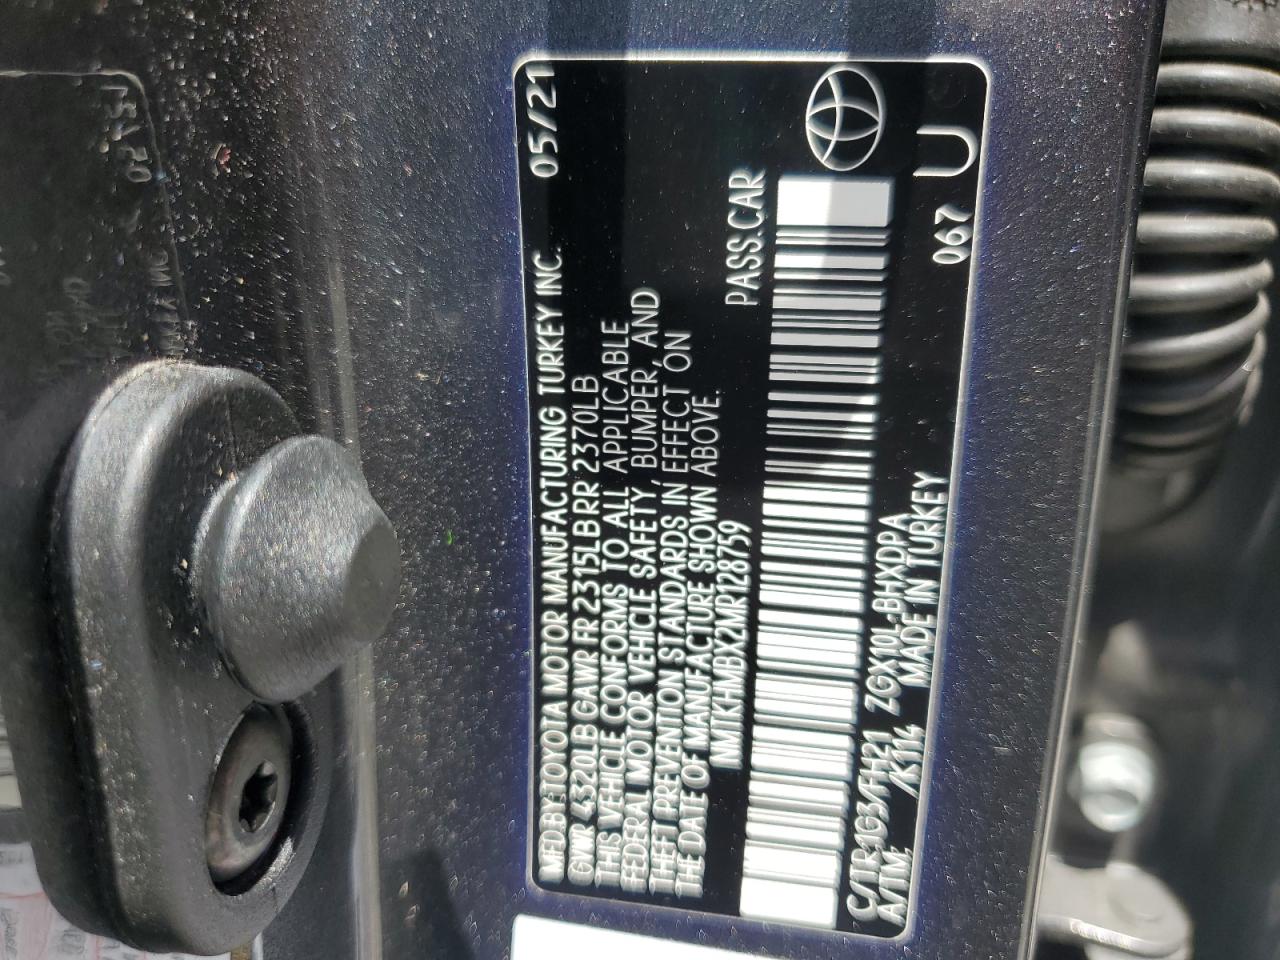 MFD BY: TOYOTA MOTOR MANUFACTURING TURKEY INC. 05/21
GVWR 4320LB GAWR FR 2315LB RR 2370LB
THIS VEHICLE CONFORMS TO ALL APPLICABLE
FEDERAL MOTOR VEHICLE SAFETY, BUMPER, AND
THEFT PREVENTION STANDARDS IN EFFECT ON
THE DATE OF MANUFACTURE SHOWN ABOVE.
NMTKHMBX2MR128759 PASS.CAR
C/TR:1G3/FH21 ZGX10L-BHXDPA
A/TM: /K114 MADE IN TURKEY 067 U